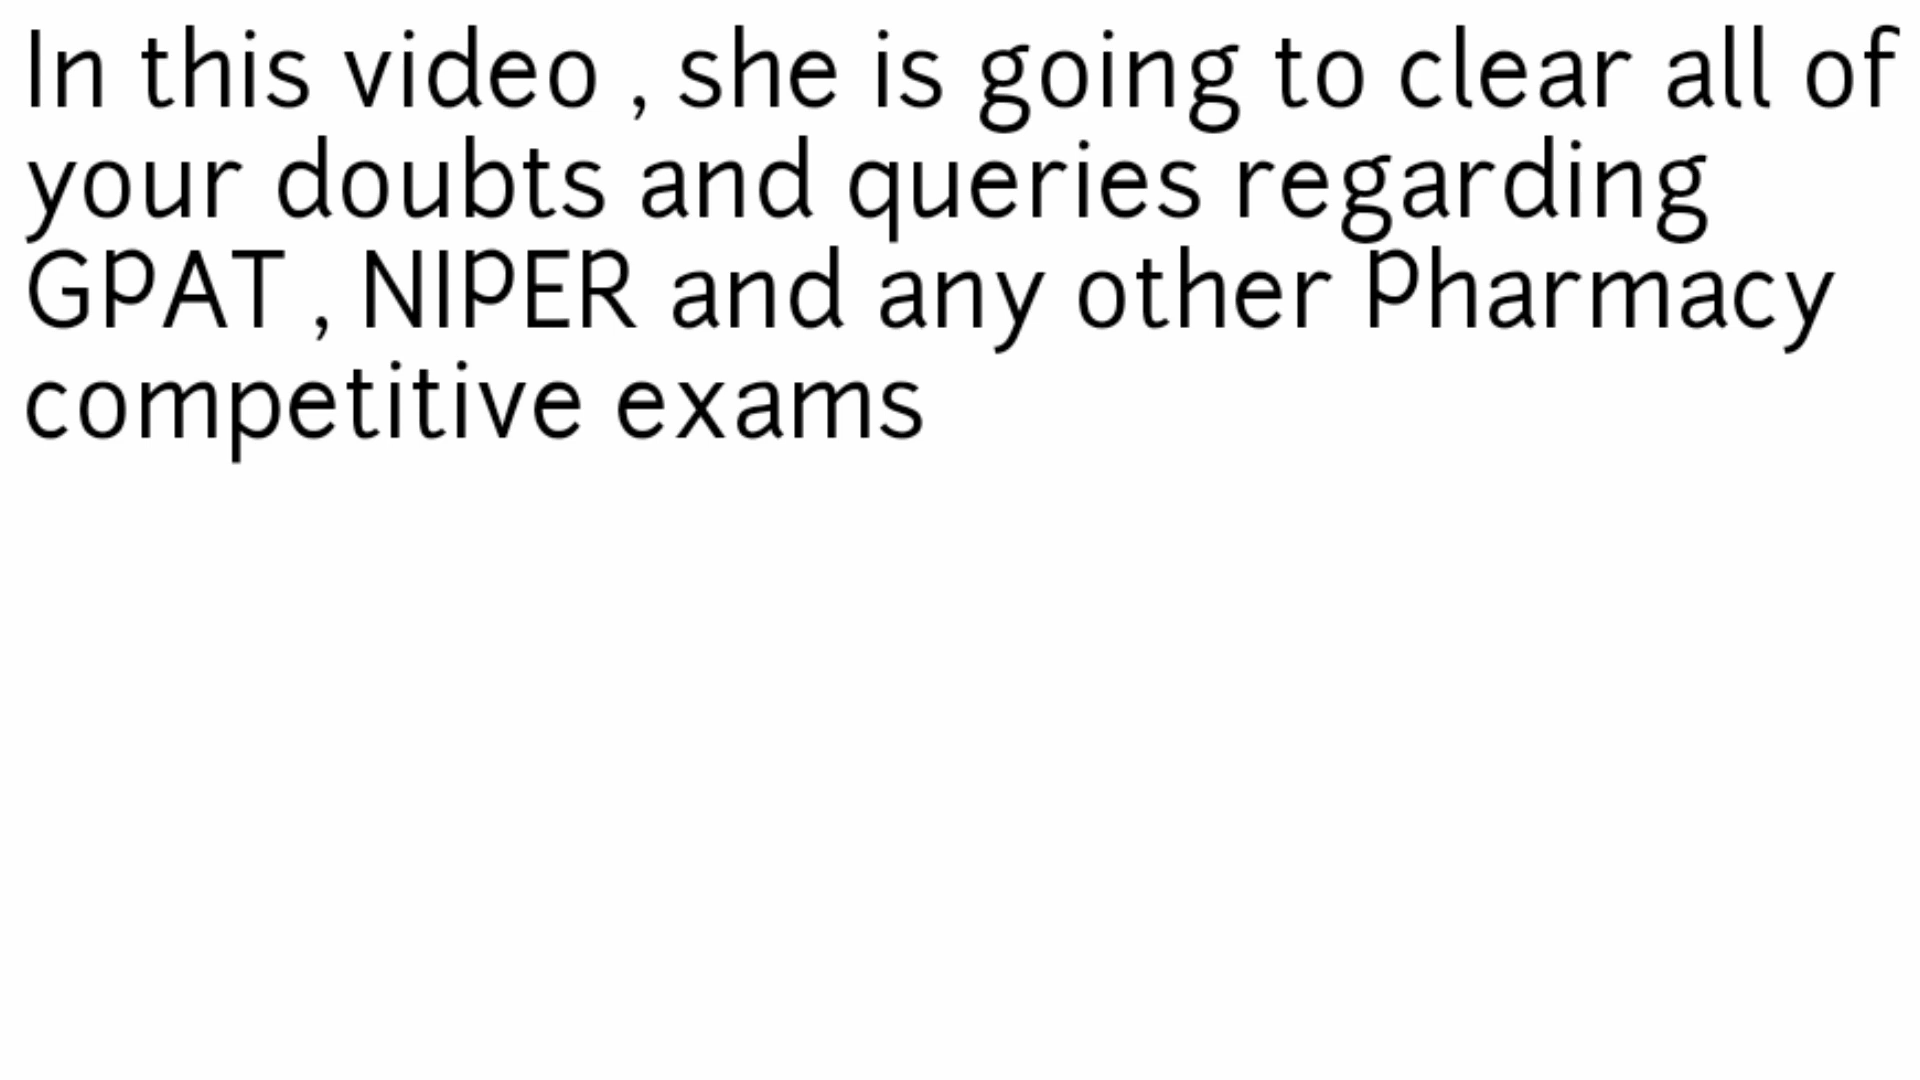 In this video , she is going to clear all of
your doubts and queries regarding
GPAT , NIPER and any other Pharmacy
competitive exams